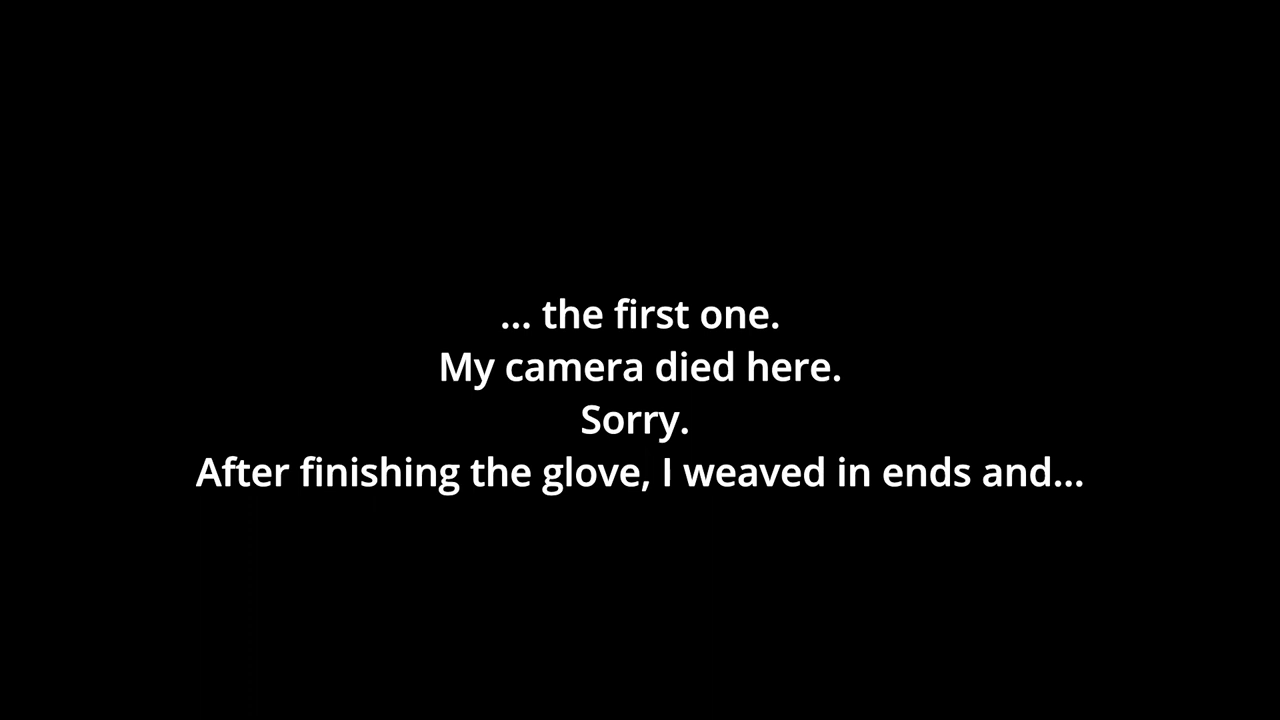 ... the first one.
My camera died here.
Sorry.
After finishing the glove, I weaved in ends and...